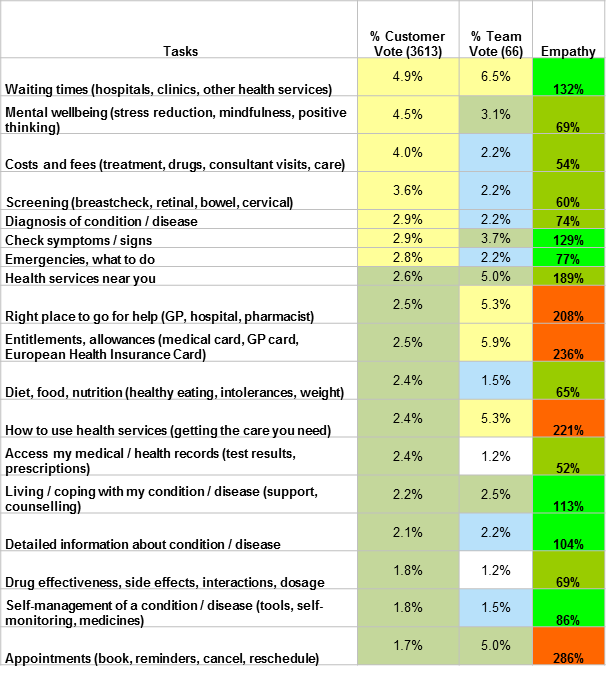 Tasks % Customer Vote (3613) % Team Vote (66) Empathy
Waiting times (hospitals, clinics, other health services) 4.9% 6.5% 132%
Mental wellbeing (stress reduction, mindfulness, positive
thinking) 4.5% 3.1% 69%
Costs and fees (treatment, drugs, consultant visits, care) 4.0% 2.2% 54%
Screening (breastcheck, retinal, bowel, cervical) 3.6% 2.2% 60%
Diagnosis of condition / disease 2.9% 2.2% 74%
Check symptoms / signs 2.9% 3.7% 129%
Emergencies, what to do 2.8% 2.2% 77%
Health services near you 2.6% 5.0% 189%
Right place to go for help (GP, hospital, pharmacist) 2.5% 5.3% 208%
Entitlements, allowances (medical card, GP card,
European Health Insurance Card) 2.5% 5.9% 236%
Diet, food, nutrition (healthy eating, intolerances, weight) 2.4% 1.5% 65%
How to use health services (getting the care you need) 2.4% 5.3% 221%
Access my medical / health records (test results,
prescriptions) 2.4% 1.2% 52%
Living / coping with my condition / disease (support,
counselling) 2.2% 2.5% 113%
Detailed information about condition / disease 2.1% 2.2% 104%
Drug effectiveness, side effects, interactions, dosage 1.8% 1.2% 69%
Self-management of a condition / disease (tools, self-
monitoring, medicines) 1.8% 1.5% 86%
Appointments (book, reminders, cancel, reschedule) 1.7% 5.0% 286%